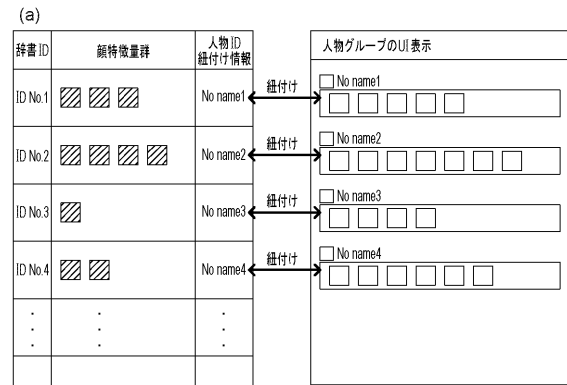 (a)
辞書ID
顔特徴量群
人物ID
紐付け情報
人物グループのUI表示
ID No.1
No name1
紐付け
No name1
ID No.2
No name2
紐付け
No name2
ID No.3
No name3
紐付け
No name3
ID No.4
No name4
紐付け
No name4